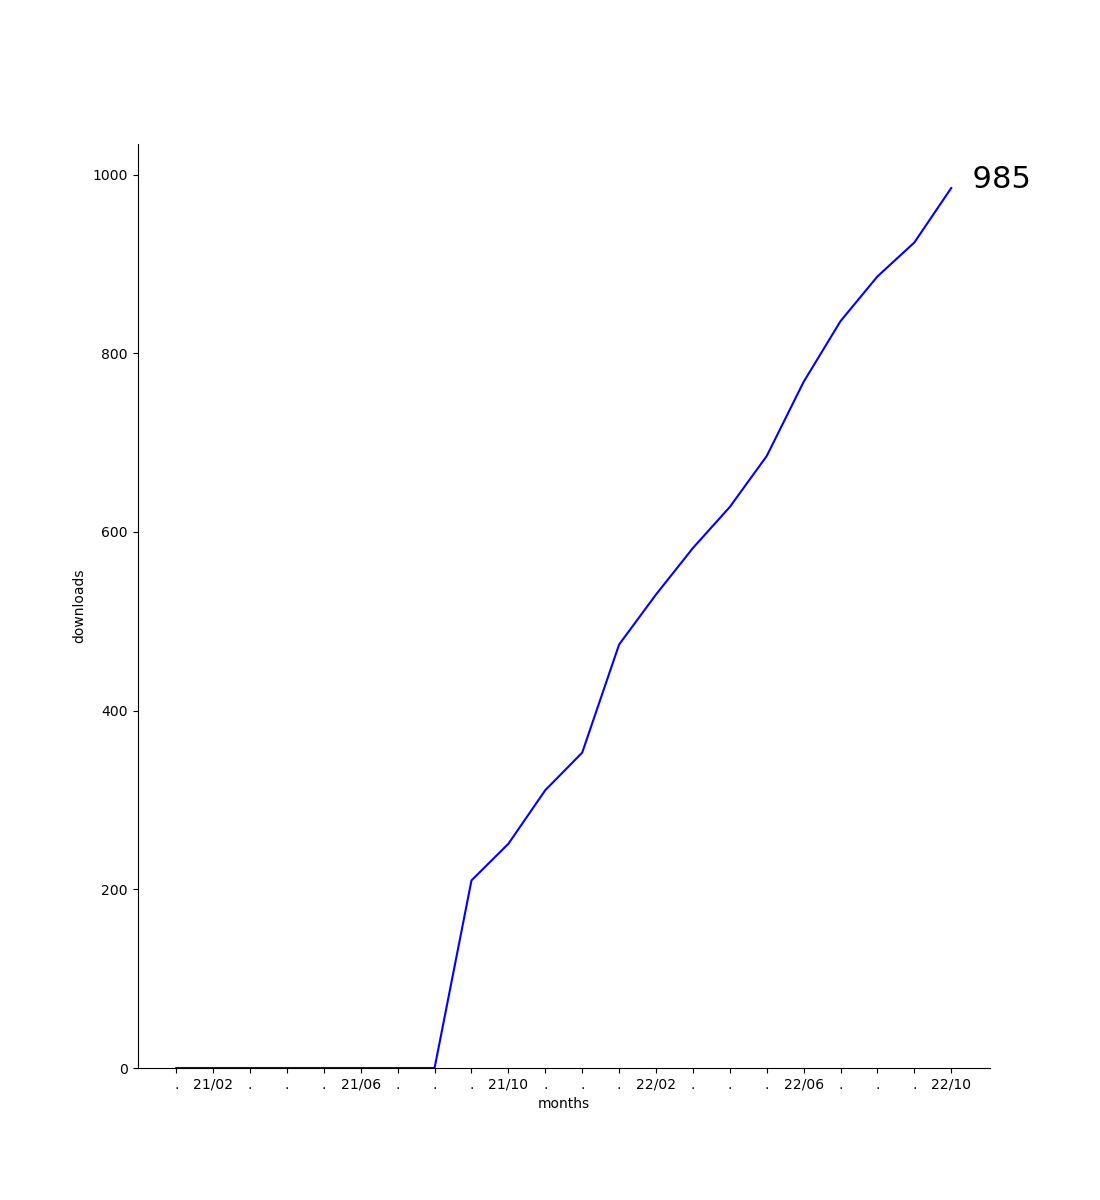 985
1000
800
600
400
200
0
downloads
. 21/02 . . . 21/06 . . . 21/10 . . . 22/02 . . . 22/06 . . . 22/10
months